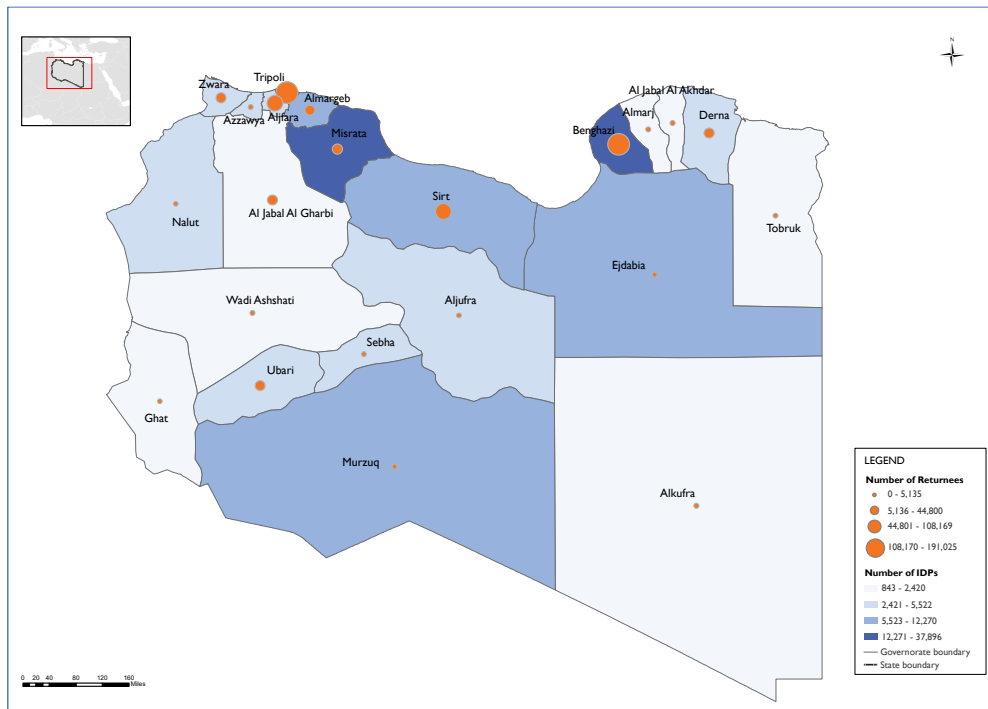 N
Zwara
Tripoli
Almargeb
Azzawya
Aljfara
Misrata
Al Jabal Al Akhdar
Almarj
Derna
Benghazi
Nalut
Al Jabal Al Gharbi
Sirt
Tobruk
Ejdabia
Wadi Ashshati
Aljufra
Sebha
Ubari
Ghat
Murzuq
Alkufra
LEGEND
Number of Returnees
0 - 5,135
5,136 - 44,800
44,801 - 108,169
108,170 - 191,025
Number of IDPs
843 - 2,420
2,421 - 5,522
5,523 - 12,270
12,271 - 37,896
Governorate boundary
State boundary
0 20 40 80 120 160
Miles